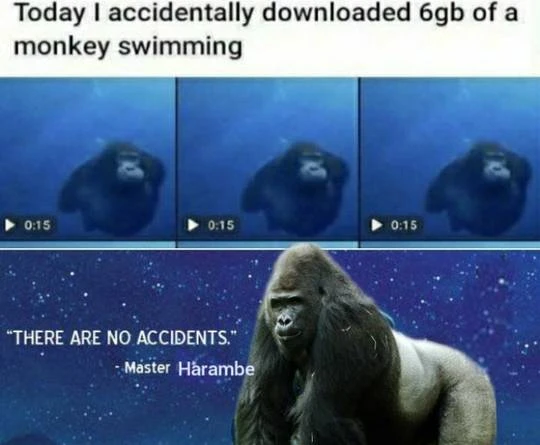 Today I accidentally downloaded 6gb of a
monkey swimming
0:15 0:15 0:15
“THERE ARE NO ACCIDENTS.”
- Master Harambe